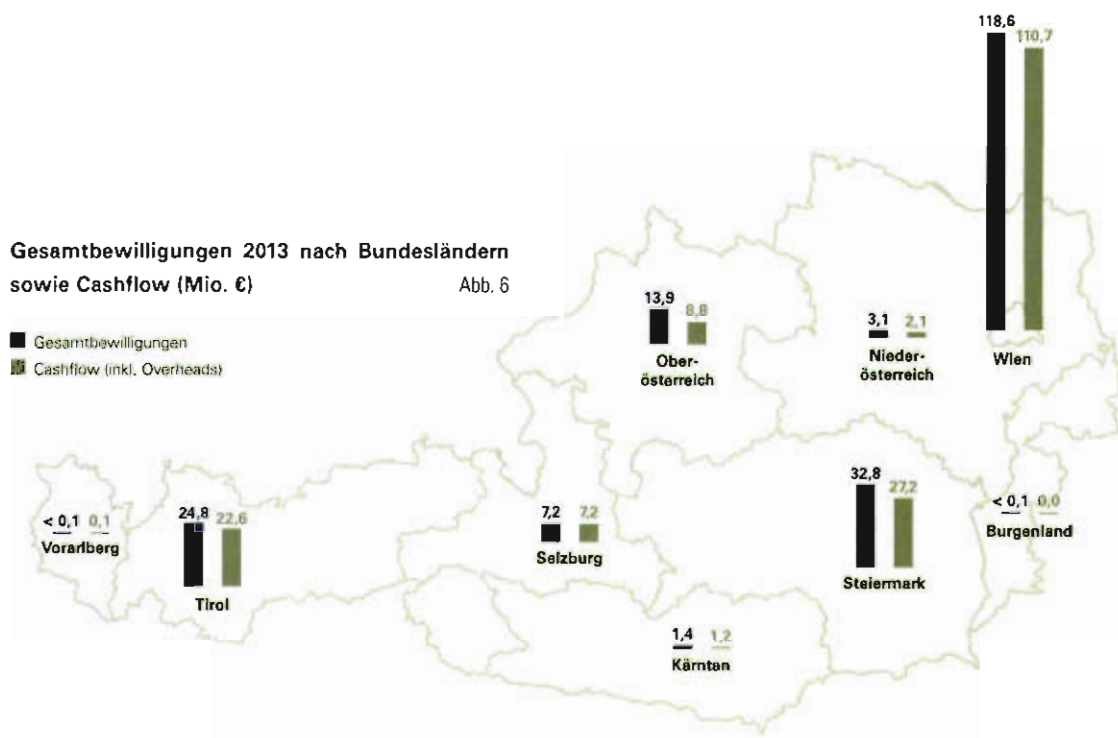 118,6
110,7
Gesamtbewilligungen 2013 nach Bundesländern
sowie Cashflow (Mio. €) Abb. 6
Gesamtbewilligungen
Cashflow (inkl. Overheads)
13,9 8,8
Ober-
österreich
3,1 2,1
Nieder-
österreich
Wien
< 0,1 0,1
Vorarlberg
24,8 22,6
Tirol
7,2 7,2
Selzburg
32,8
27,2
Steiermark
< 0,1 0,0
Burgenland
1,4 1,2
Kärntan